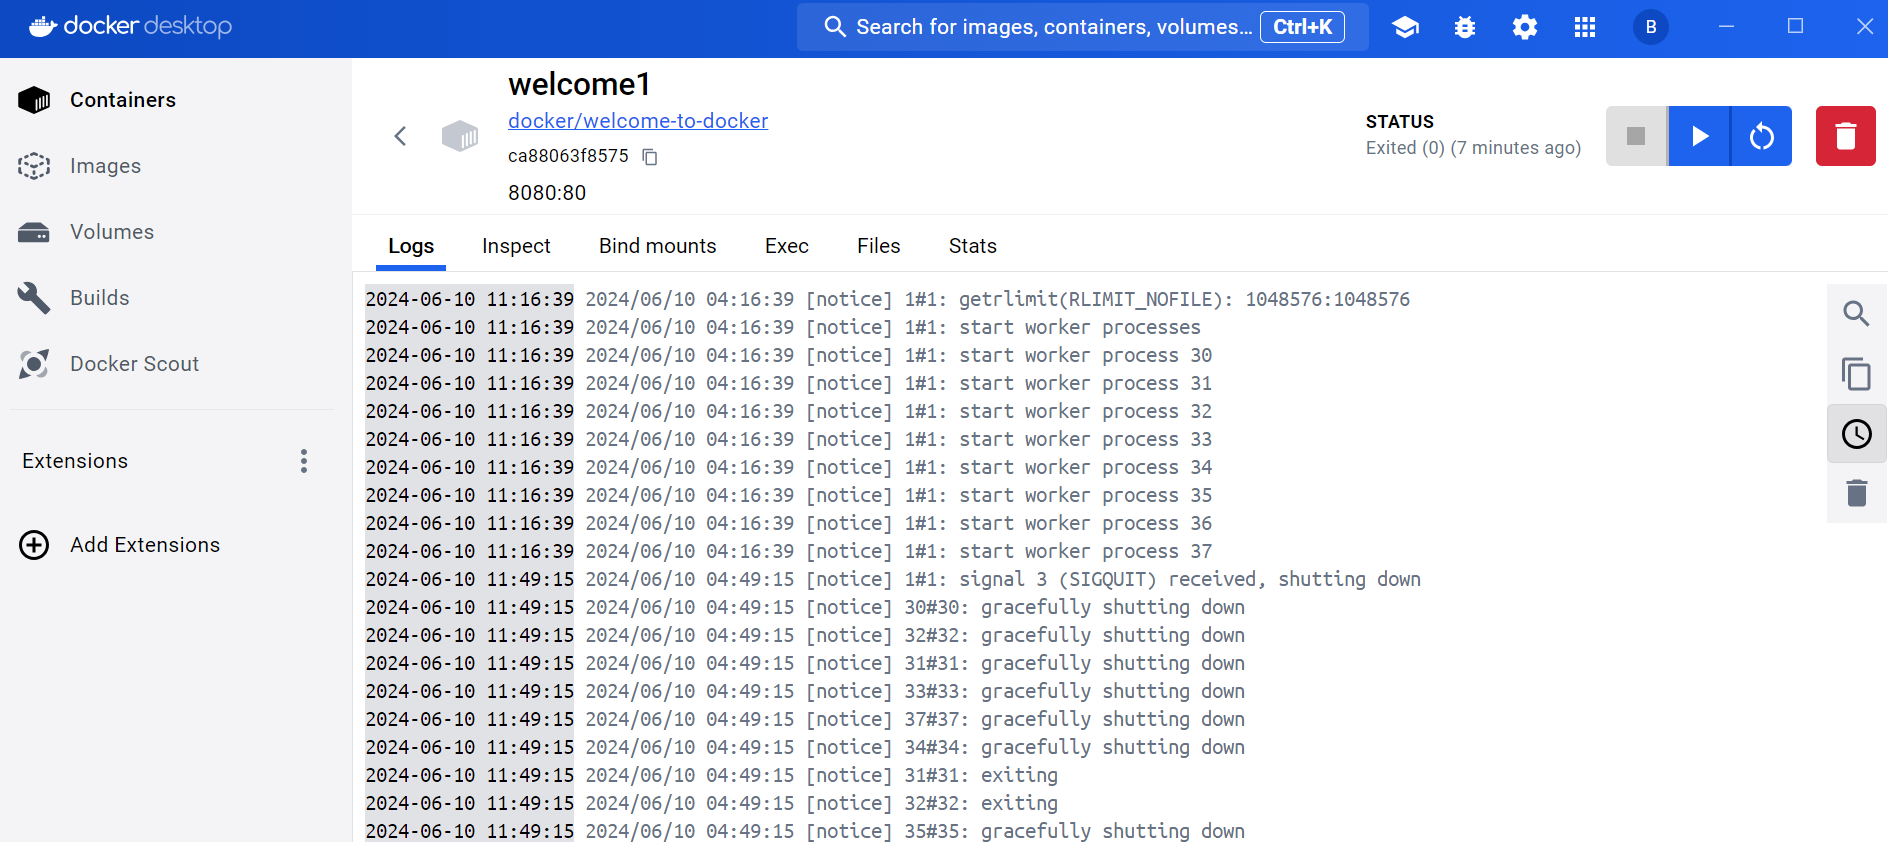 docker desktop
Search for images, containers, volumes... Ctrl+K
B
Containers
Images
Volumes
Builds
Docker Scout
Extensions
Add Extensions
welcome1
docker/welcome-to-docker
ca88063f8575
8080:80
STATUS
Exited (0) (7 minutes ago)
Logs Inspect Bind mounts Exec Files Stats
2024-06-10 11:16:39 2024/06/10 04:16:39 [notice] 1#1: getrlimit(RLIMIT_NOFILE): 1048576:1048576
2024-06-10 11:16:39 2024/06/10 04:16:39 [notice] 1#1: start worker processes
2024-06-10 11:16:39 2024/06/10 04:16:39 [notice] 1#1: start worker process 30
2024-06-10 11:16:39 2024/06/10 04:16:39 [notice] 1#1: start worker process 31
2024-06-10 11:16:39 2024/06/10 04:16:39 [notice] 1#1: start worker process 32
2024-06-10 11:16:39 2024/06/10 04:16:39 [notice] 1#1: start worker process 33
2024-06-10 11:16:39 2024/06/10 04:16:39 [notice] 1#1: start worker process 34
2024-06-10 11:16:39 2024/06/10 04:16:39 [notice] 1#1: start worker process 35
2024-06-10 11:16:39 2024/06/10 04:16:39 [notice] 1#1: start worker process 36
2024-06-10 11:16:39 2024/06/10 04:16:39 [notice] 1#1: start worker process 37
2024-06-10 11:49:15 2024/06/10 04:49:15 [notice] 1#1: signal 3 (SIGQUIT) received, shutting down
2024-06-10 11:49:15 2024/06/10 04:49:15 [notice] 30#30: gracefully shutting down
2024-06-10 11:49:15 2024/06/10 04:49:15 [notice] 32#32: gracefully shutting down
2024-06-10 11:49:15 2024/06/10 04:49:15 [notice] 31#31: gracefully shutting down
2024-06-10 11:49:15 2024/06/10 04:49:15 [notice] 33#33: gracefully shutting down
2024-06-10 11:49:15 2024/06/10 04:49:15 [notice] 37#37: gracefully shutting down
2024-06-10 11:49:15 2024/06/10 04:49:15 [notice] 34#34: gracefully shutting down
2024-06-10 11:49:15 2024/06/10 04:49:15 [notice] 31#31: exiting
2024-06-10 11:49:15 2024/06/10 04:49:15 [notice] 32#32: exiting
2024-06-10 11:49:15 2024/06/10 04:49:15 [notice] 35#35: gracefully shutting down